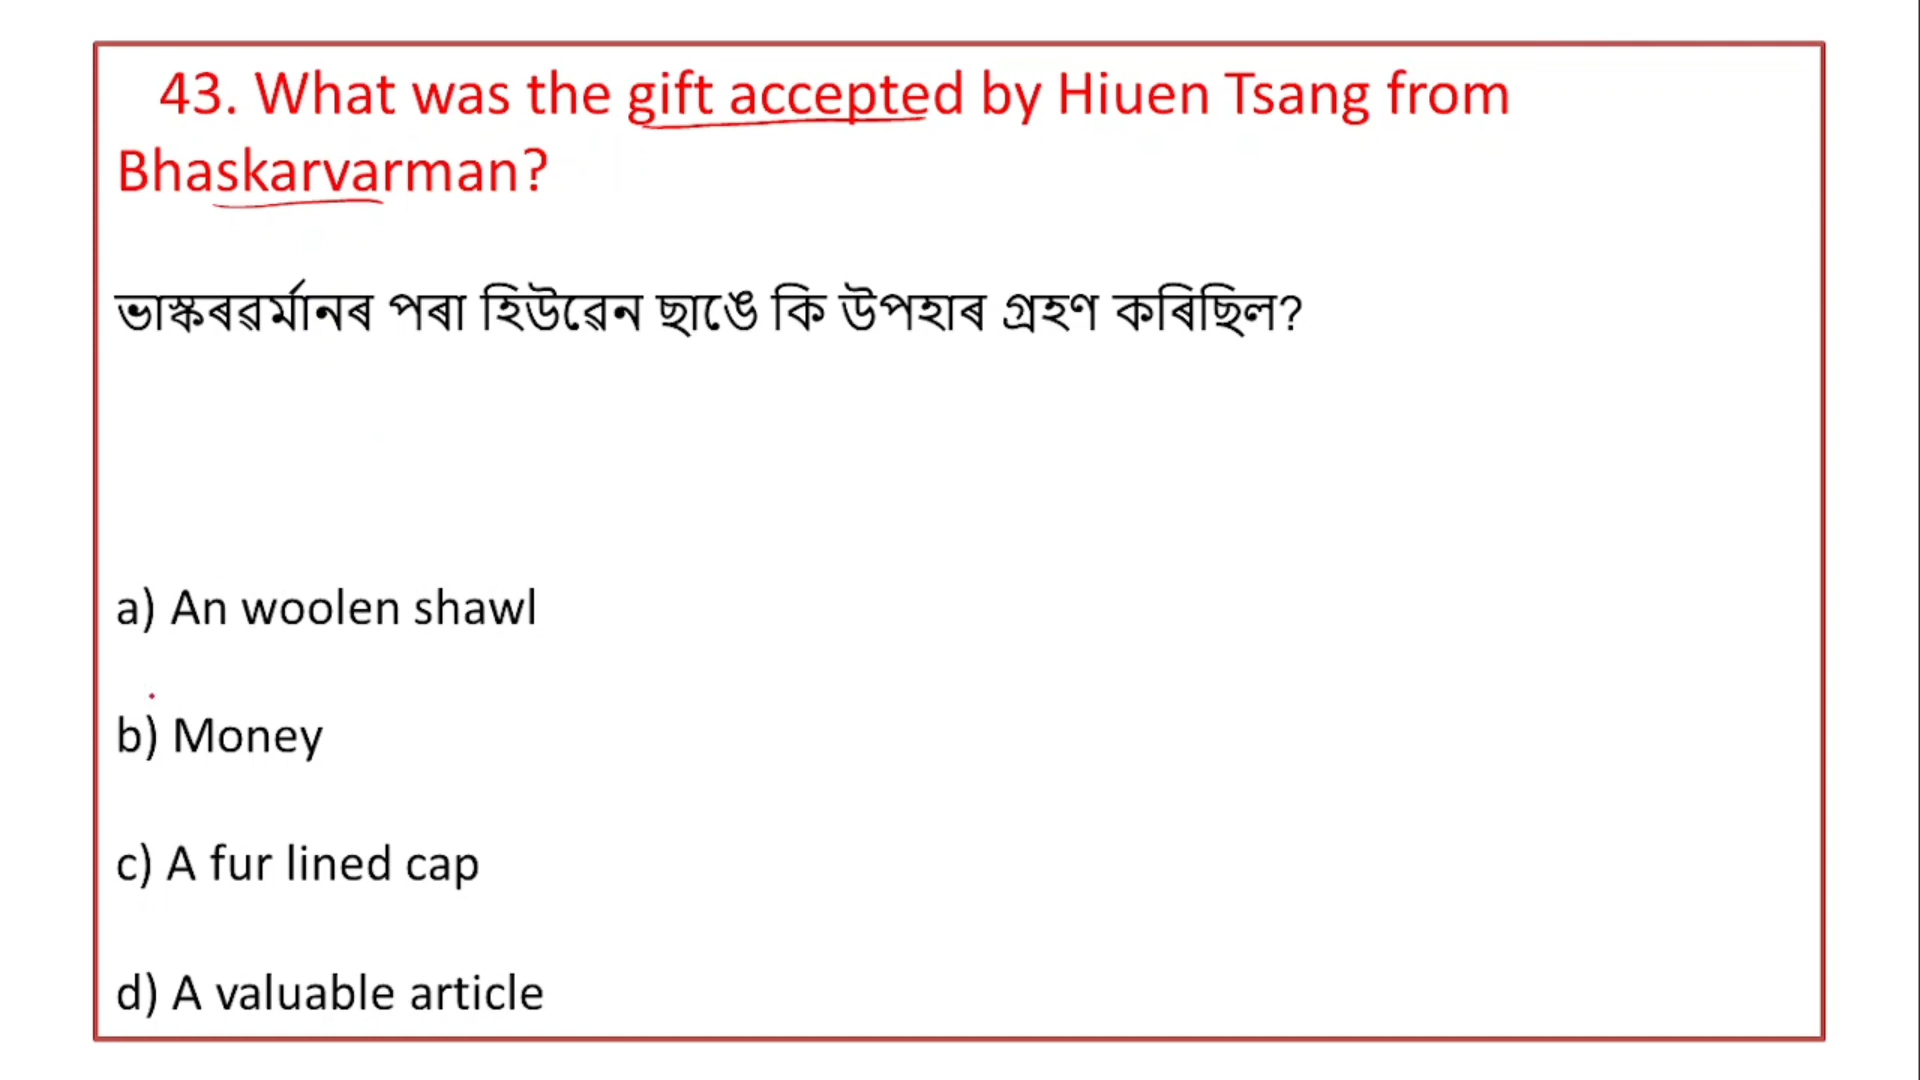 43. What was the gift accepted by Hiuen Tsang from
Bhaskarvarman?
ভাস্কৰৱৰ্মানৰ পৰা হিউৱেন ছাঙে কি উপহাৰ গ্ৰহণ কৰিছিল?
a) An woolen shawl
b) Money
c) A fur lined cap
d) A valuable article